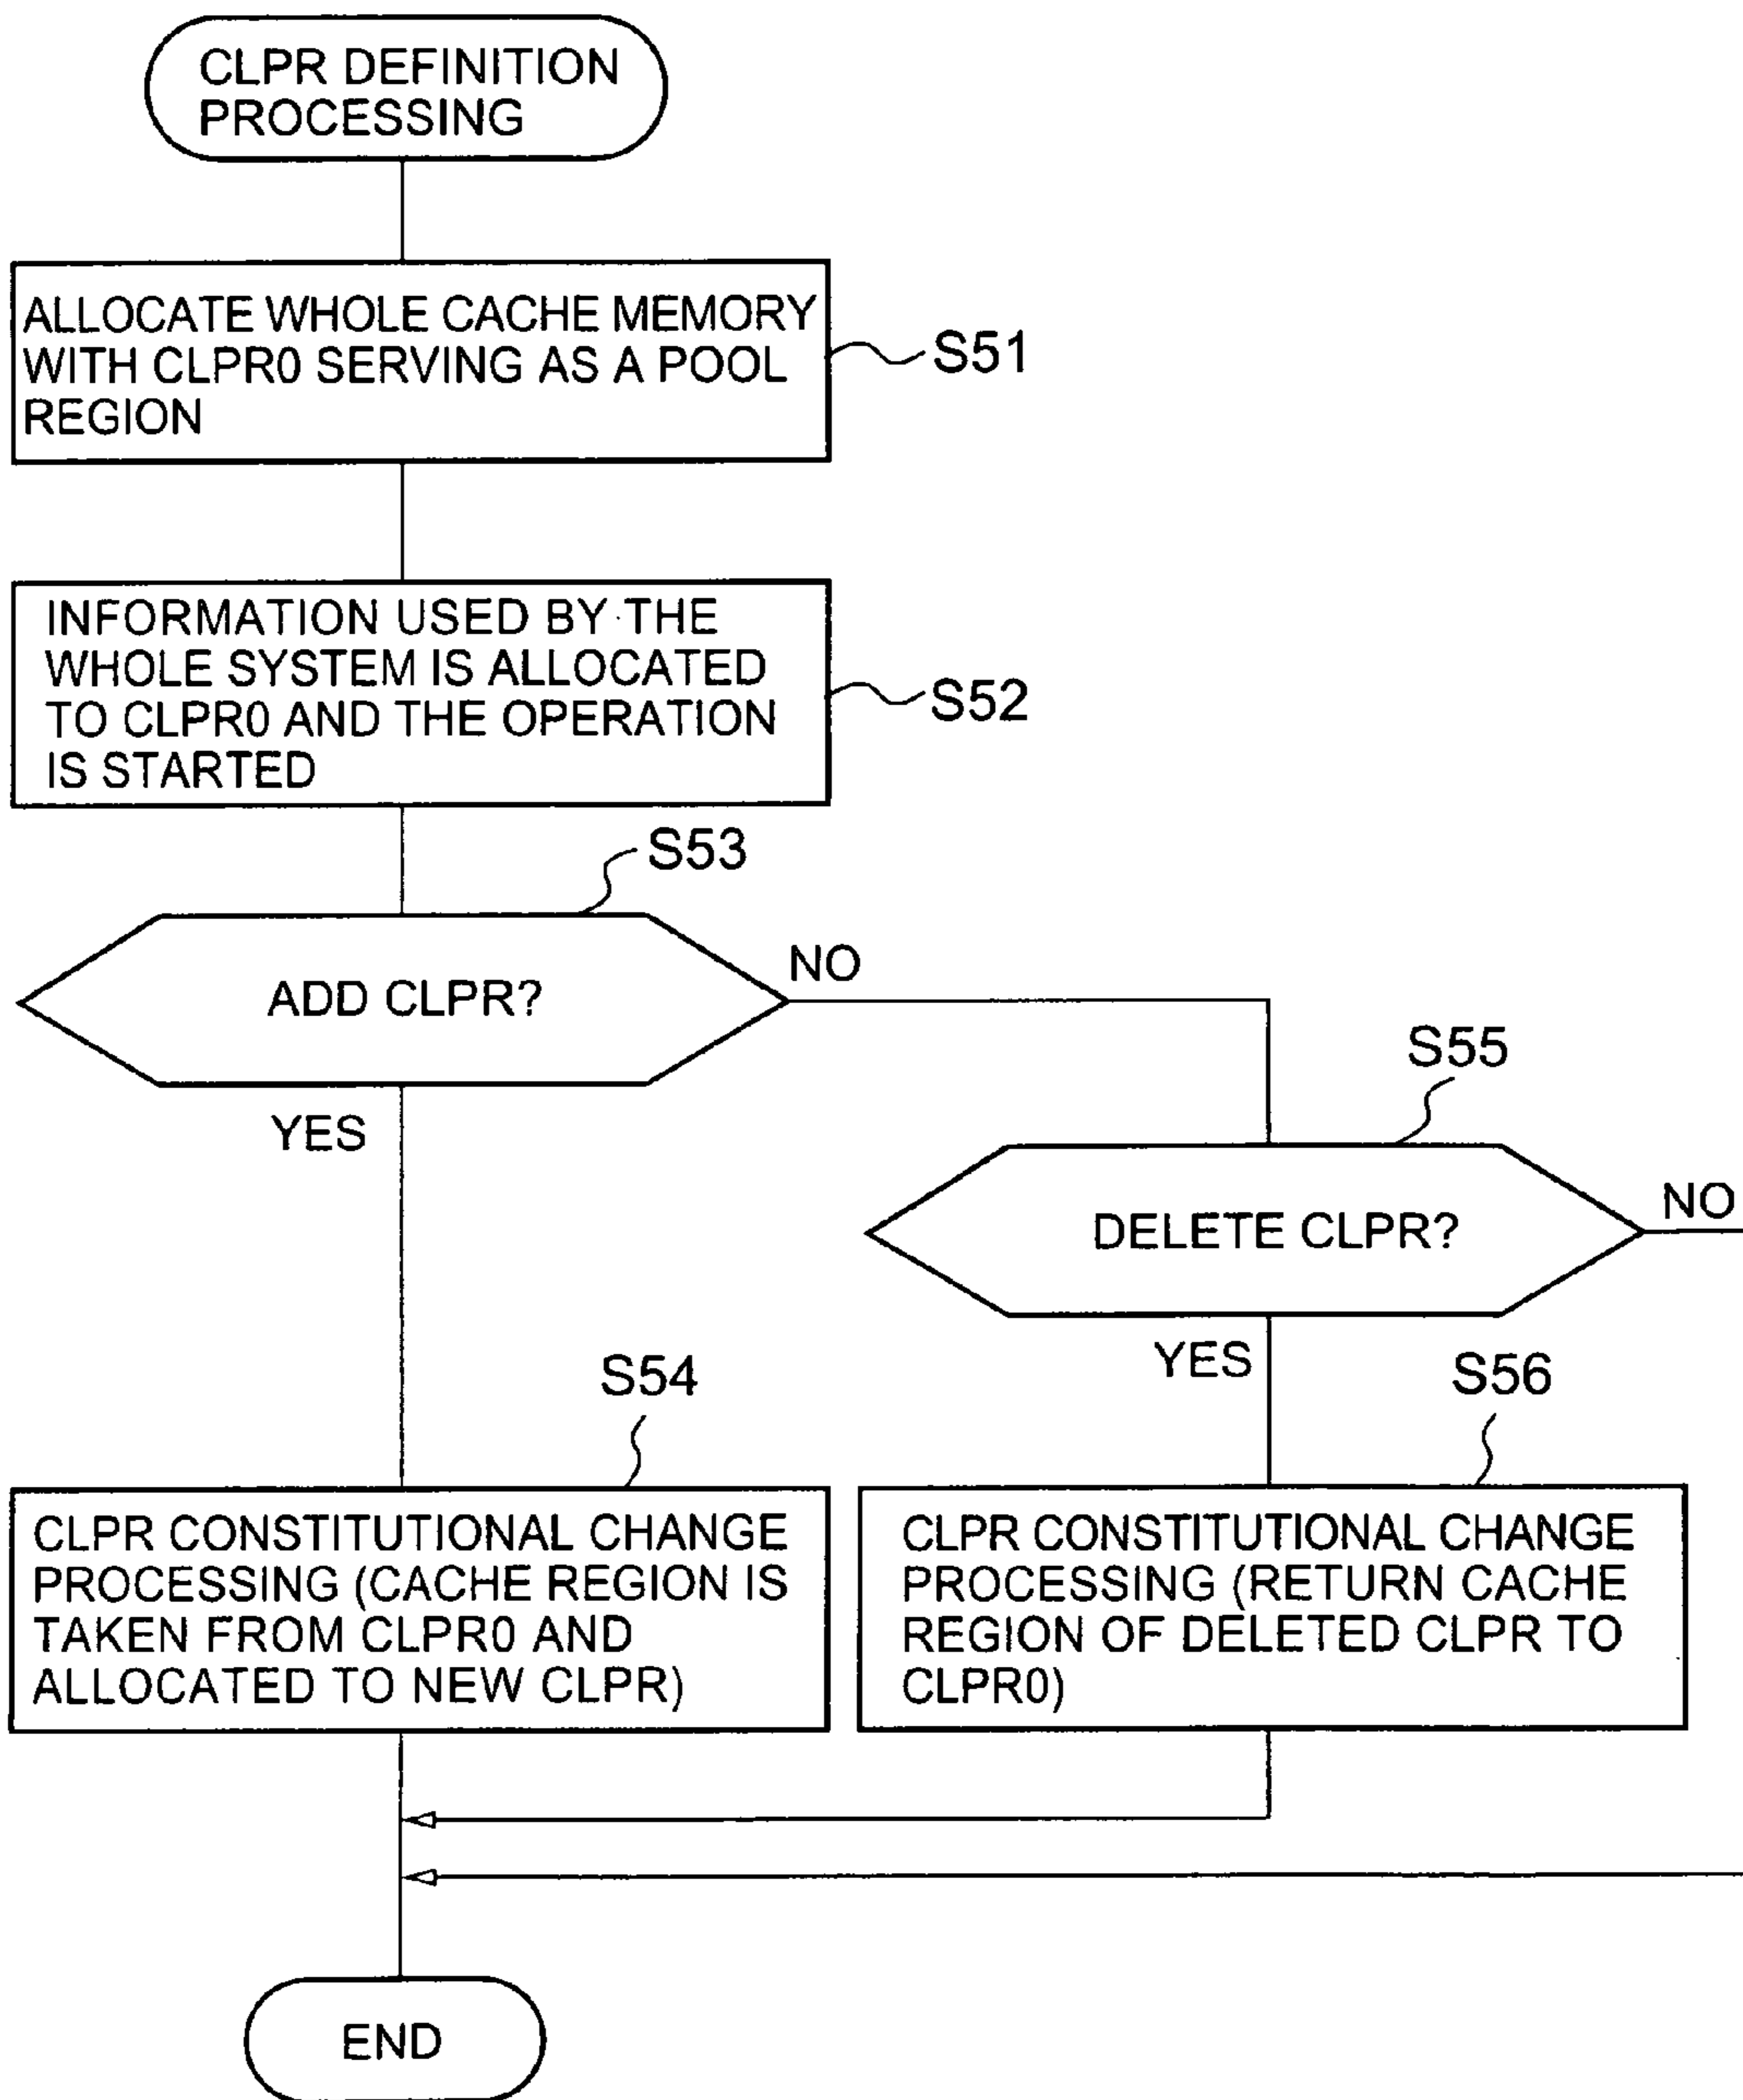 CLPR DEFINITION
PROCESSING
ALLOCATE WHOLE CACHE MEMORY
WITH CLPR0 SERVING AS A POOL
REGION
S51
INFORMATION USED BY THE
WHOLE SYSTEM IS ALLOCATED
TO CLPR0 AND THE OPERATION
IS STARTED
S52
S53
ADD CLPR?
NO
YES
S55
DELETE CLPR?
NO
YES
S54
CLPR CONSTITUTIONAL CHANGE
PROCESSING (CACHE REGION IS
TAKEN FROM CLPR0 AND
ALLOCATED TO NEW CLPR)
S56
CLPR CONSTITUTIONAL CHANGE
PROCESSING (RETURN CACHE
REGION OF DELETED CLPR TO
CLPR0)
END